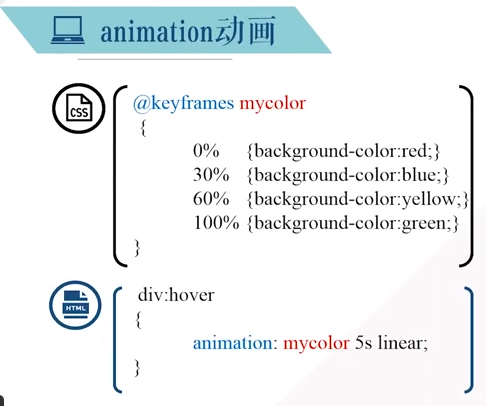 animation动画
CSS
@keyframes mycolor
{
0% {background-color:red;}
30% {background-color:blue;}
60% {background-color:yellow;}
100% {background-color:green;}
}
HTML
div:hover
{
animation: mycolor 5s linear;
}